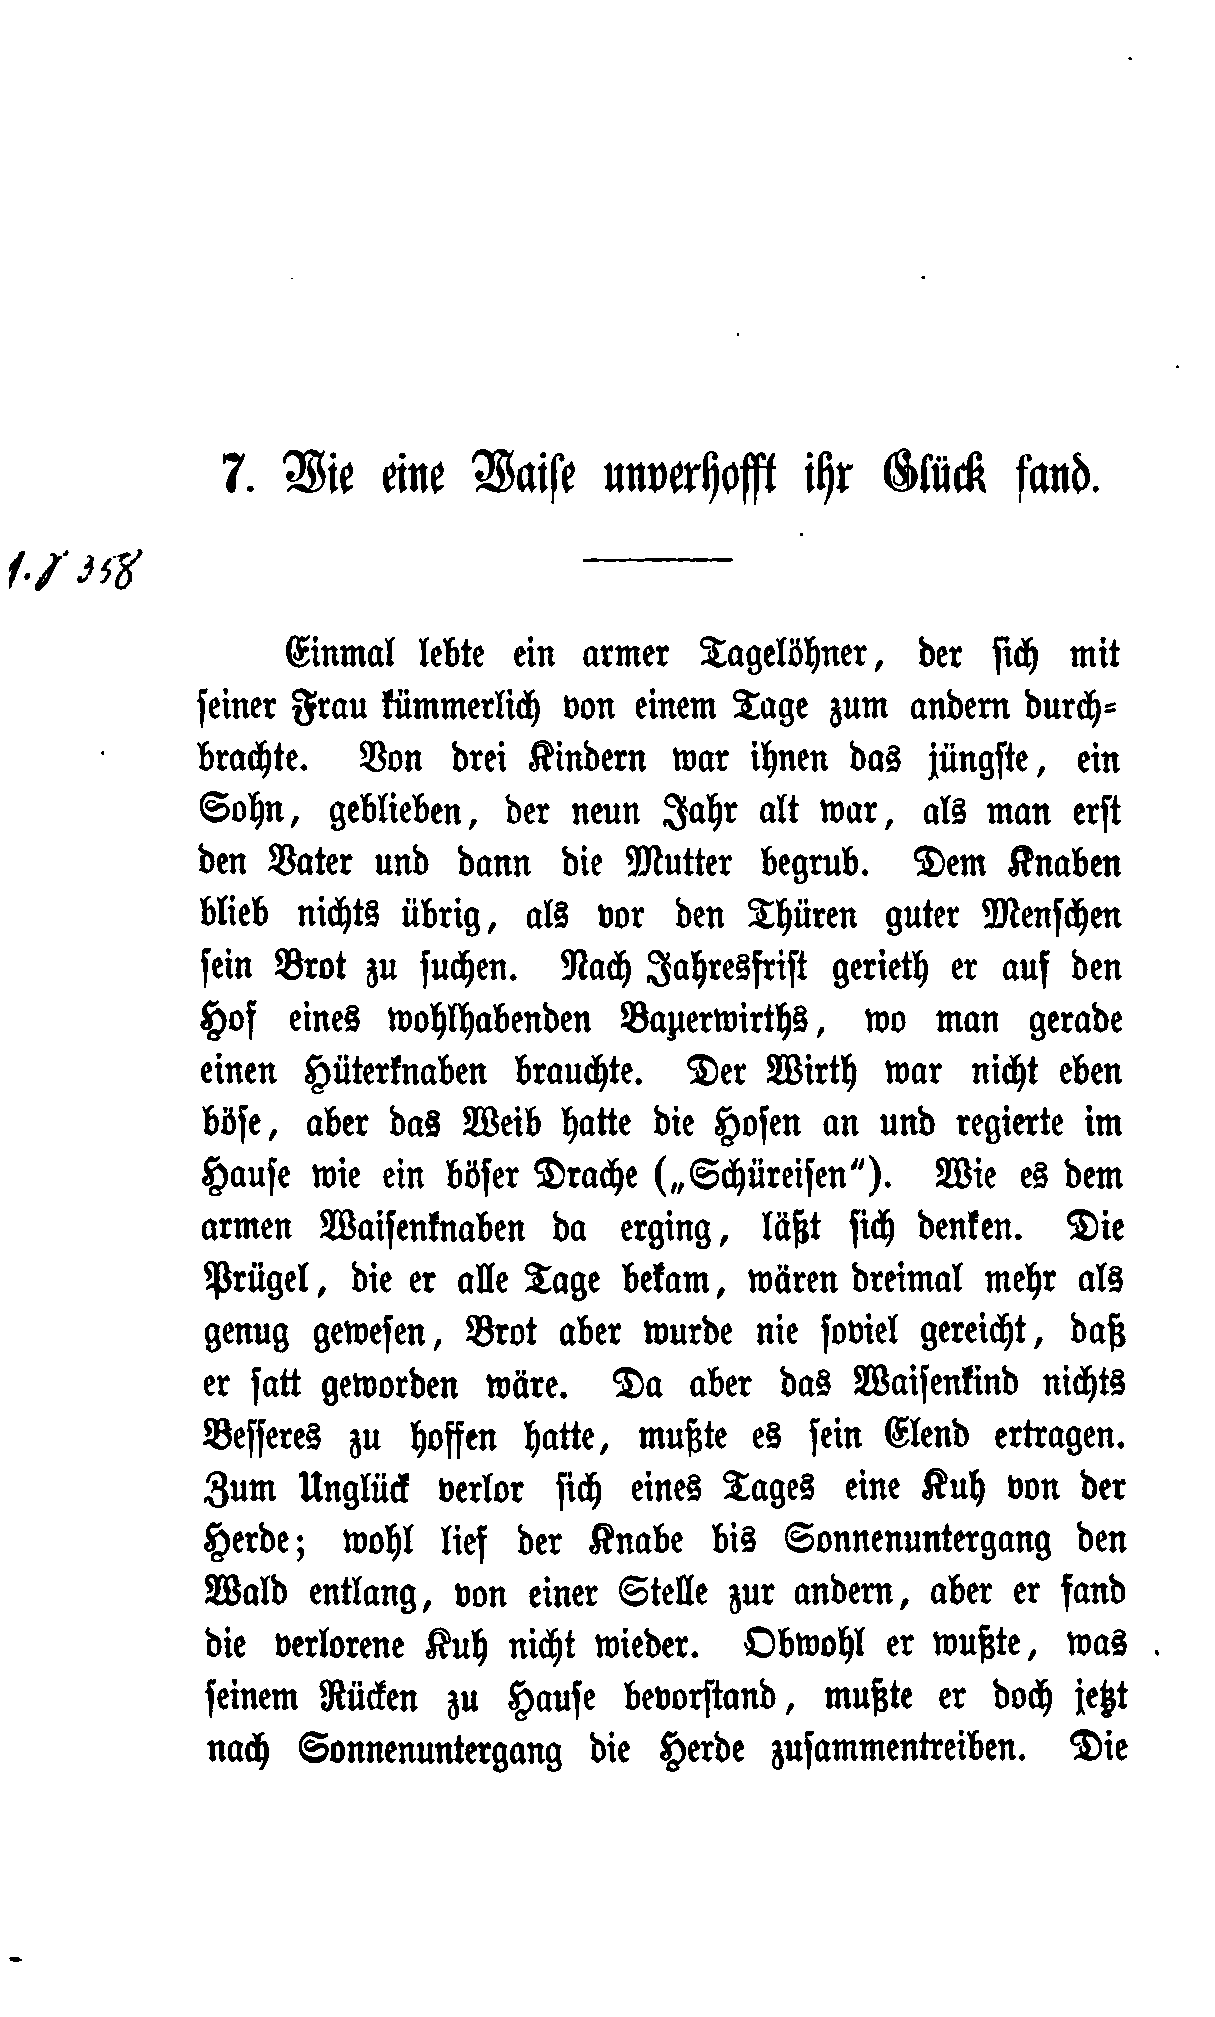 7. Wie eine Waise unverhofft ihr Glück fand.
358
Einmal lebte ein armer Tagelöhner, der sich mit
seiner Frau kümmerlich von einem Tage zum andern durch-
brachte. Von drei Kindern war ihnen das jüngste, ein
Sohn, geblieben, der neun Jahr alt war, als man erst
den Vater und dann die Mutter begrub. Dem Knaben
blieb nichts übrig, als vor den Thüren guter Menschen
sein Brot zu suchen. Nach Jahresfrist gerieth er auf den
Hof eines wohlhabenden Bayerwirths, wo man gerade
einen Hüterknaben brauchte. Der Wirth war nicht eben
böse, aber das Weib hatte die Hosen an und regierte im
Hause wie ein böser Drache („Schüreisen"). Wie es dem
armen Waisenknaben da erging, läßt sich denken. Die
Prügel, die er alle Tage bekam, wären dreimal mehr als
genug gewesen, Brot aber wurde nie soviel gereicht, daß
er satt geworden wäre. Da aber das Waisenkind nichts
Besseres zu hoffen hatte, mußte es sein Elend ertragen.
Zum Unglück verlor sich eines Tages eine Kuh von der
Herde; wohl lief der Knabe bis Sonnenuntergang den
Wald entlang, von einer Stelle zur andern, aber er fand
die verlorene Kuh nicht wieder. Obwohl er wußte, was
seinem Rücken zu Hause bevorstand, mußte er doch jetzt
nach Sonnenuntergang die Herde zusammentreiben. Die